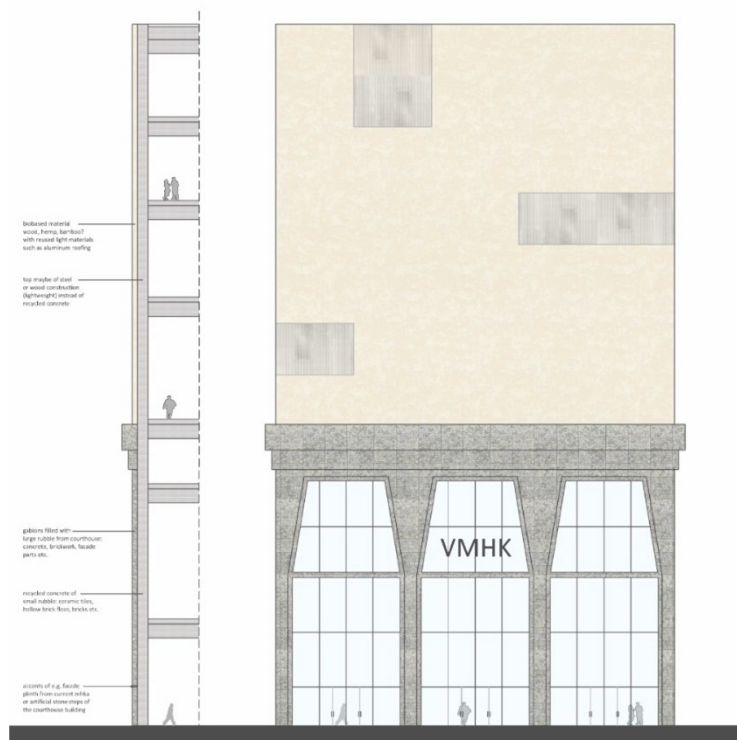 biobased material
wood, hemp, bamboo?
with reused light materials
such as aluminum roofing
top maybe of steel
or wood construction
(lightweight) instead of
recycled concrete
gabions filled with
large rubble from courthouse:
concrete, brickwork, facade
parts etc.
recycled concrete of
small rubble: ceramic tiles,
hollow brick floor, bricks etc.
accents of e.g. facade
plinth from current
or artificial stone steps of
the courthouse building
VMHK